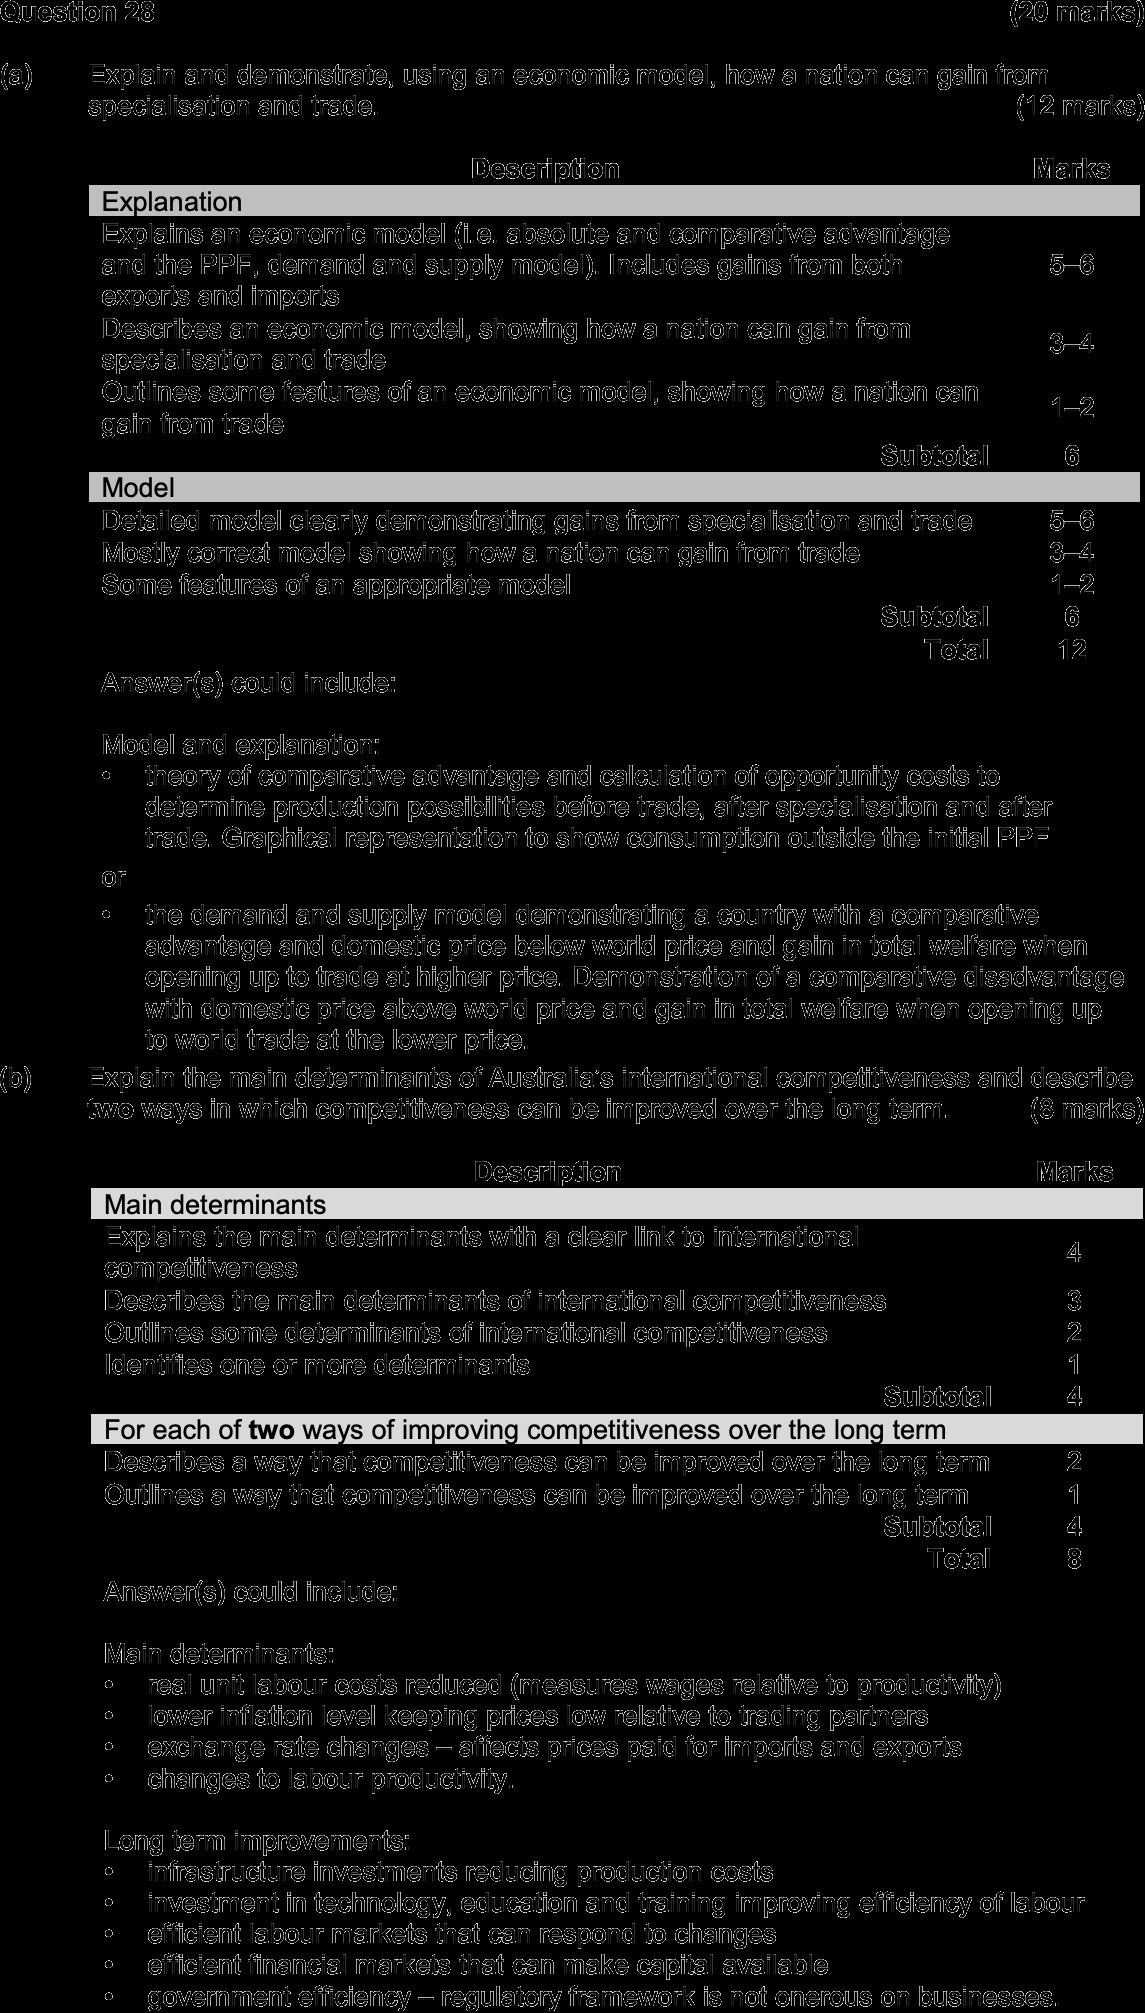 Question 28 (20 marks)
(a) Explain and demonstrate, using an economic model, how a nation can gain from
specialisation and trade. (12 marks)
Description Marks
Explanation
Explains an economic model (i.e. absolute and comparative advantage
and the PPF, demand and supply model). Includes gains from both
exports and imports 5–6
Describes an economic model, showing how a nation can gain from
specialisation and trade 3–4
Outlines some features of an economic model, showing how a nation can
gain from trade 1–2
Subtotal 6
Model
Detailed model clearly demonstrating gains from specialisation and trade 5–6
Mostly correct model showing how a nation can gain from trade 3–4
Some features of an appropriate model 1–2
Subtotal 6
Total 12
Answer(s) could include:
Model and explanation:
• theory of comparative advantage and calculation of opportunity costs to
determine production possibilities before trade, after specialisation and after
trade. Graphical representation to show consumption outside the initial PPF
or
• the demand and supply model demonstrating a country with a comparative
advantage and domestic price below world price and gain in total welfare when
opening up to trade at higher price. Demonstration of a comparative disadvantage
with domestic price above world price and gain in total welfare when opening up
to world trade at the lower price.
(b) Explain the main determinants of Australia's international competitiveness and describe
two ways in which competitiveness can be improved over the long term. (8 marks)
Description Marks
Main determinants
Explains the main determinants with a clear link to international
competitiveness 4
Describes the main determinants of international competitiveness 3
Outlines some determinants of international competitiveness 2
Identifies one or more determinants 1
Subtotal 4
For each of two ways of improving competitiveness over the long term
Describes a way that competitiveness can be improved over the long term 2
Outlines a way that competitiveness can be improved over the long term 1
Subtotal 4
Total 8
Answer(s) could include:
Main determinants:
• real unit labour costs reduced (measures wages relative to productivity)
• lower inflation level keeping prices low relative to trading partners
• exchange rate changes – affects prices paid for imports and exports
• changes to labour productivity.
Long term improvements:
• infrastructure investments reducing production costs
• investment in technology, education and training improving efficiency of labour
• efficient labour markets that can respond to changes
• efficient financial markets that can make capital available
• government efficiency – regulatory framework is not onerous on businesses.